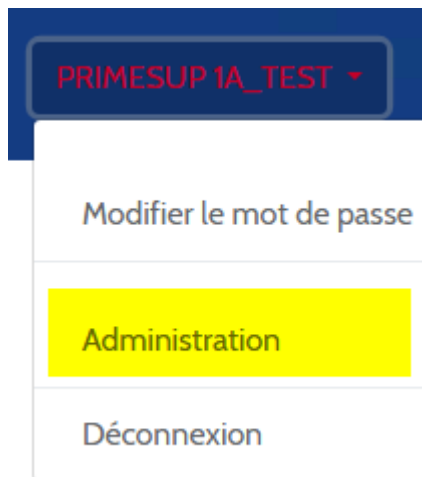 PRIMESUP 1A_TEST
Modifier le mot de passe
Administration
Déconnexion